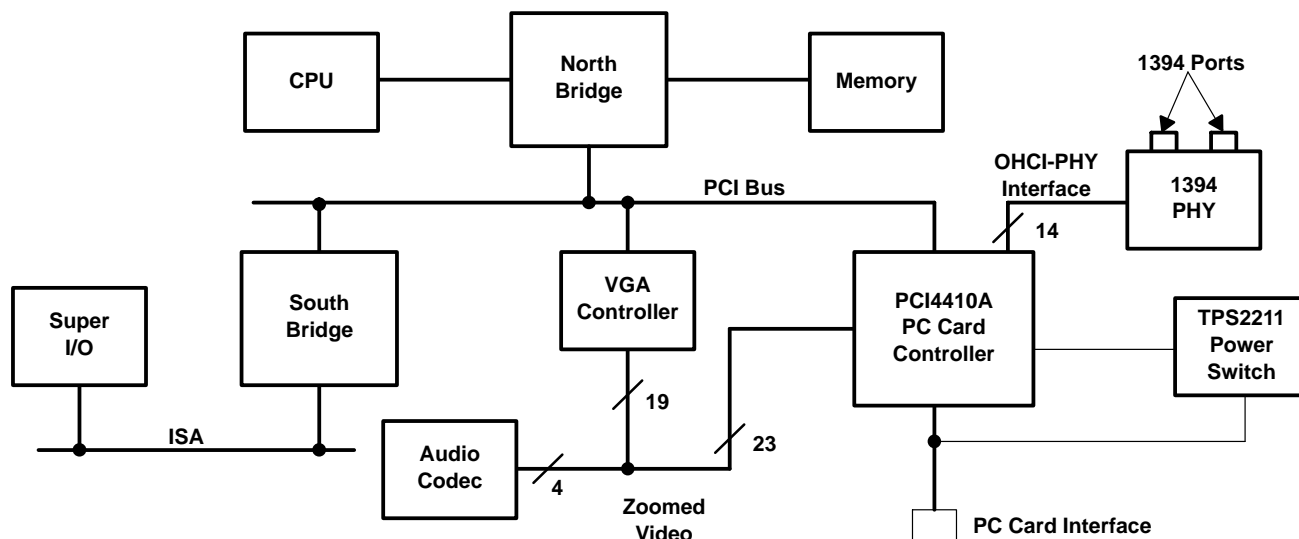 CPU
North
Bridge
Memory
1394 Ports
OHCI-PHY
Interface
1394
PHY
14
PCI Bus
Super
I/O
South
Bridge
VGA
Controller
PCI4410A
PC Card
Controller
TPS2211
Power
Switch
19
23
ISA
Audio
Codec
4
Zoomed
Video
PC Card Interface